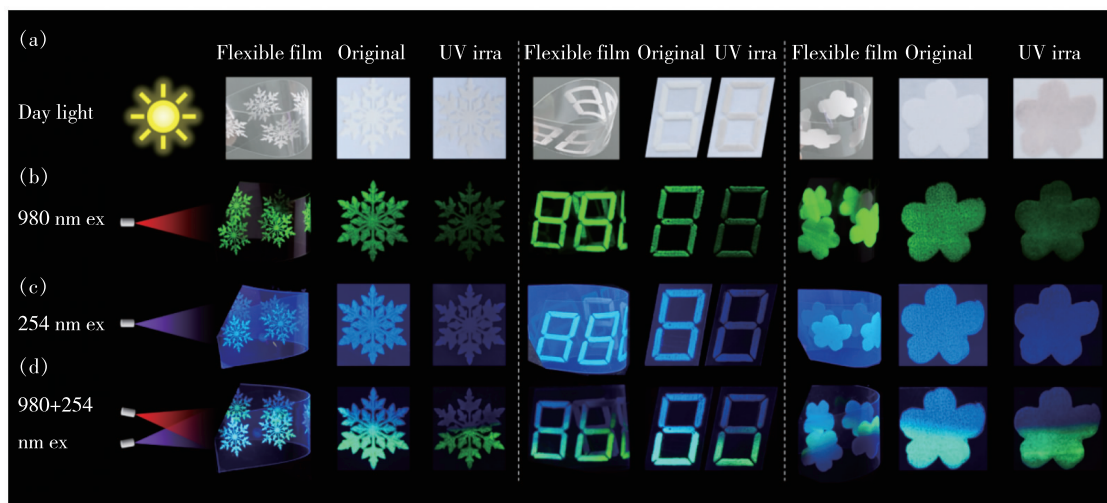 (a)
Flexible film Original UV irra Flexible film Original UV irra Flexible film Original UV irra
Day light
(b)
980 nm ex
(c)
254 nm ex
(d)
980+254
nm ex